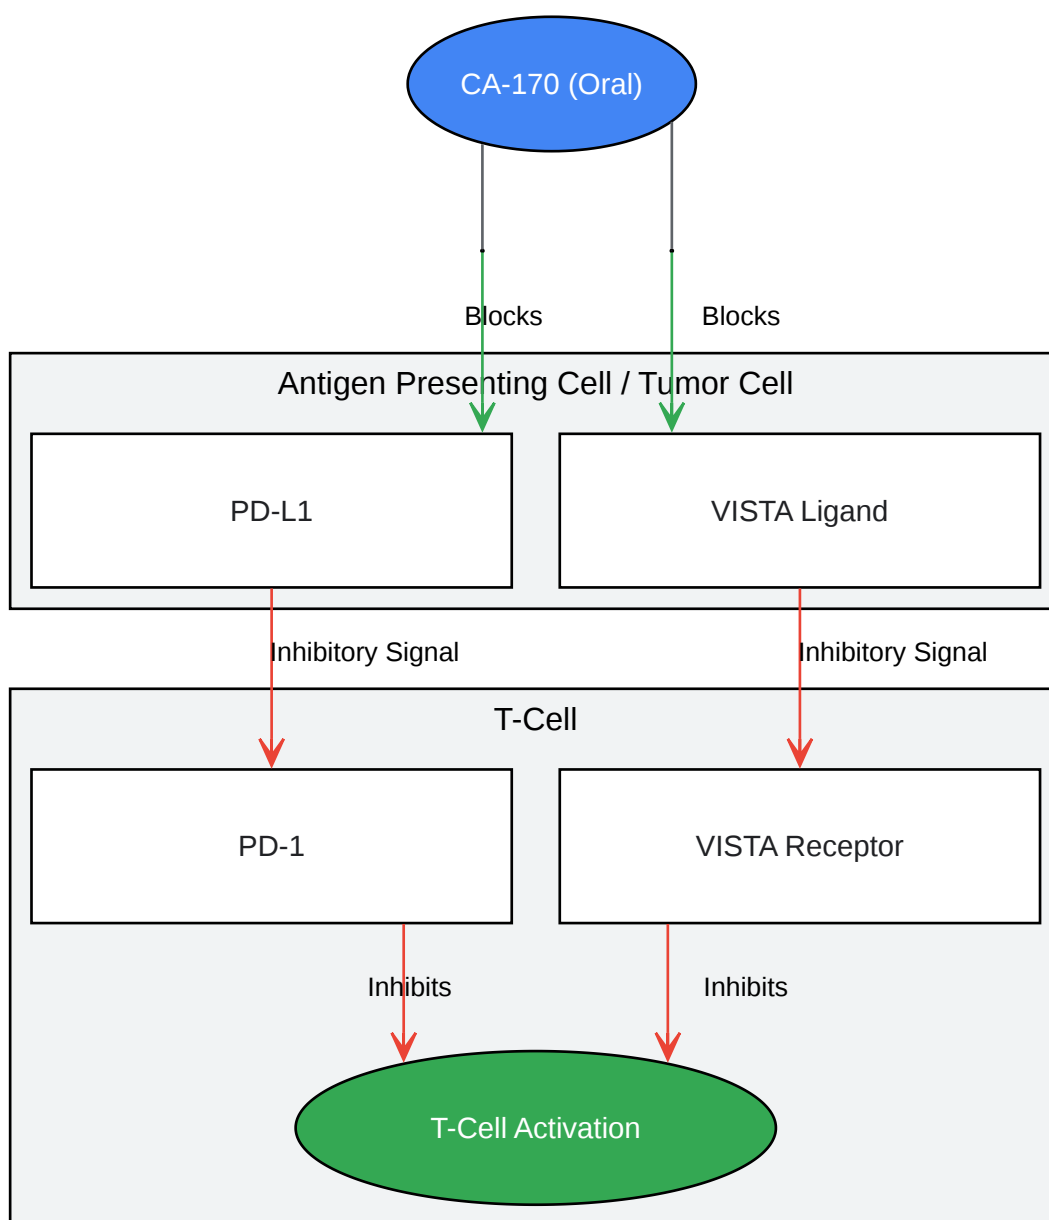 CA-170 (Oral)
Blocks
Blocks
Antigen Presenting Cell / Tumor Cell
PD-L1
VISTA Ligand
Inhibitory Signal
Inhibitory Signal
T-Cell
PD-1
VISTA Receptor
Inhibits
Inhibits
T-Cell Activation